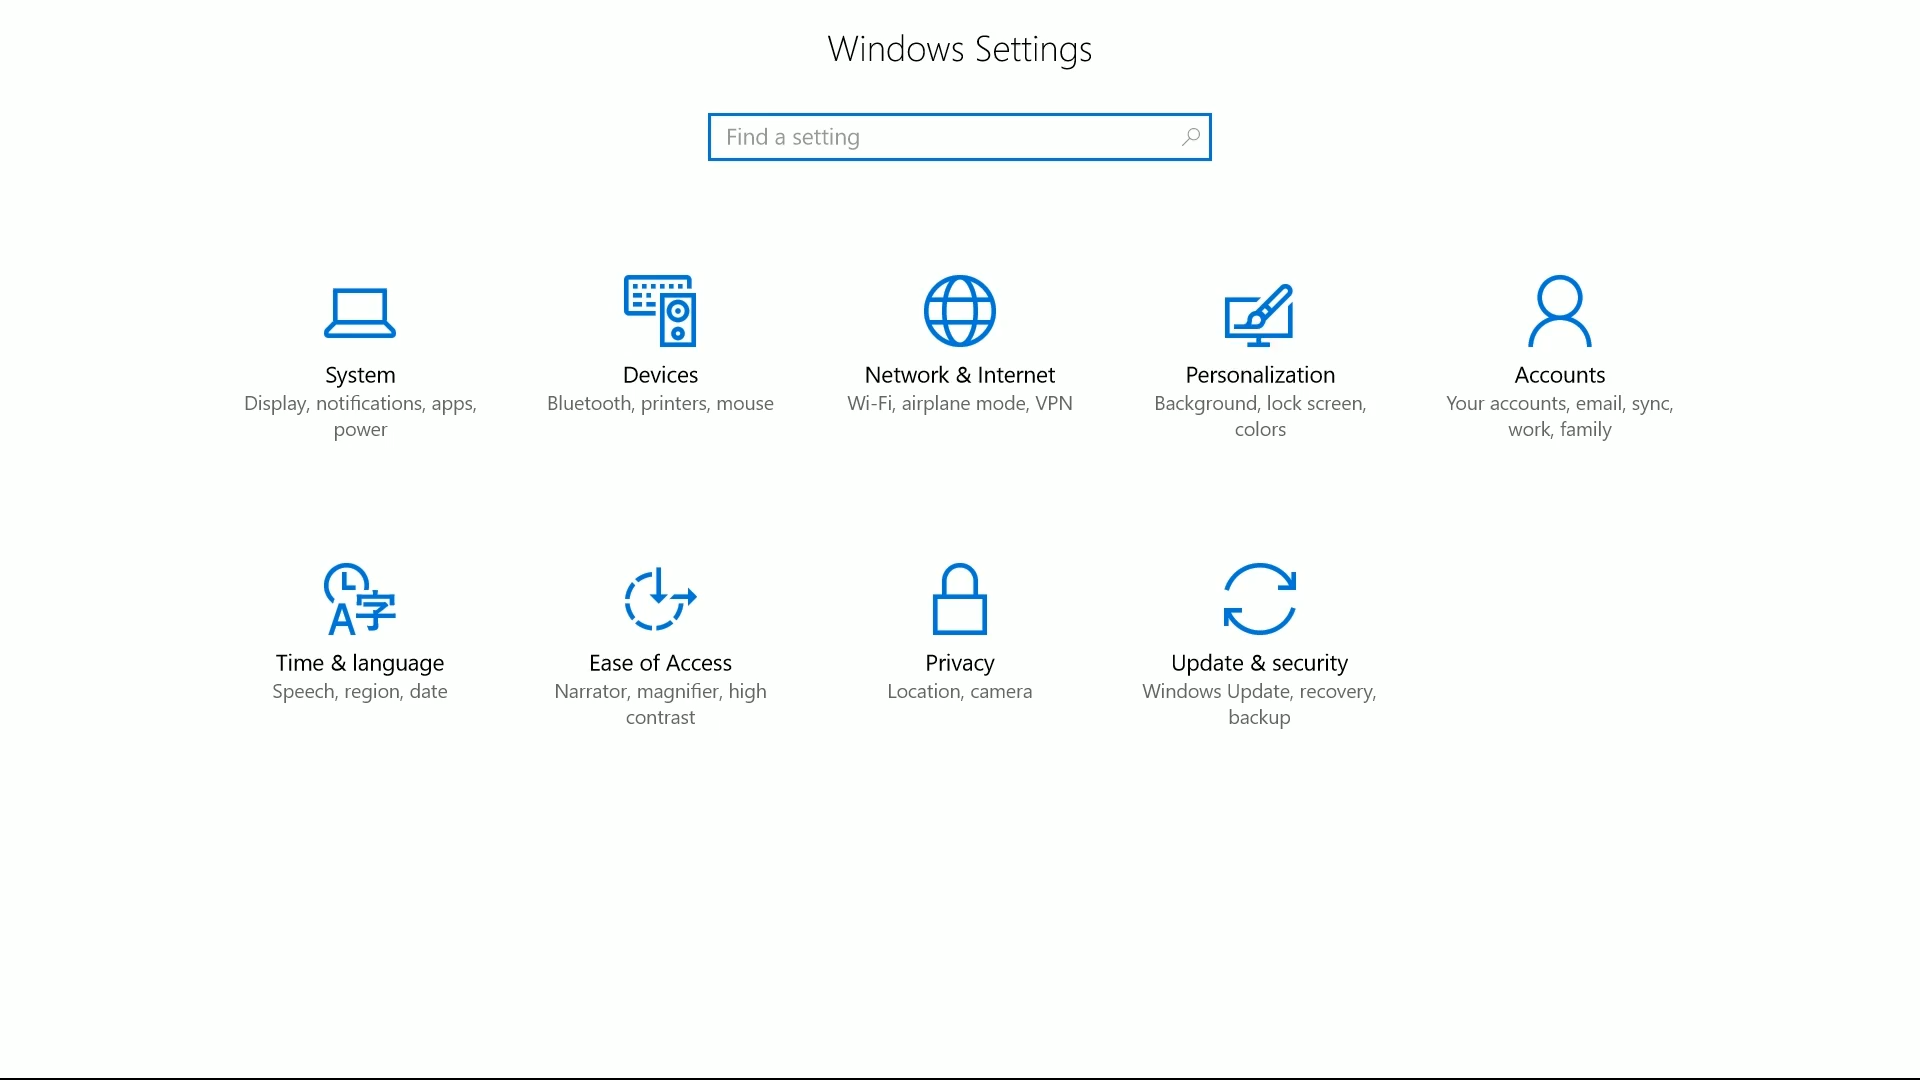 Windows Settings
Find a setting
System
Display, notifications, apps,
power
Devices
Bluetooth, printers, mouse
Network & Internet
Wi-Fi, airplane mode, VPN
Personalization
Background, lock screen,
colors
Accounts
Your accounts, email, sync,
work, family
A字
Time & language
Speech, region, date
Ease of Access
Narrator, magnifier, high
contrast
Privacy
Location, camera
Update & security
Windows Update, recovery,
backup